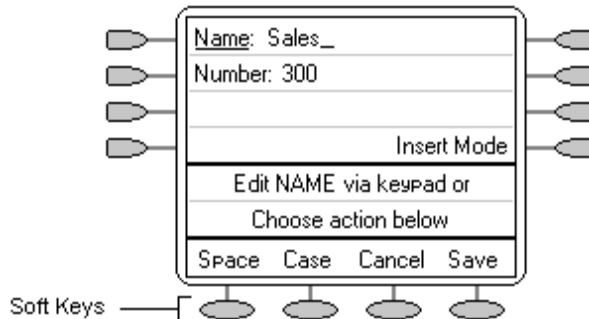 Name: Sales_
Number: 300
Insert Mode
Edit NAME via keypad or
Choose action below
Space Case Cancel Save
Soft Keys